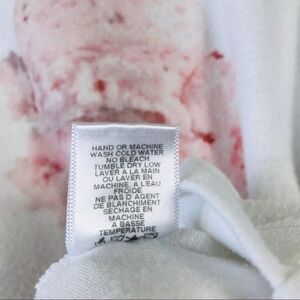 HAND OR MACHINE
WASH COLD WATER
NO BLEACH
TUMBLE DRY LOW
LAVER A LA MAIN
OU LAVER EN
MACHINE, A L'EAU
FROIDE
NE PAS D'AGENT
DE BLANCHIMENT
SECHAGE EN
MACHINE
A BASSE
TEMPERATURE